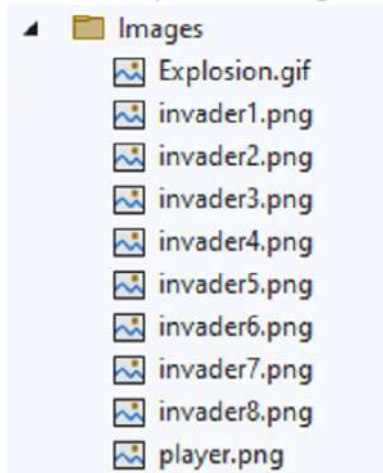 Images
Explosion.gif
invader1.png
invader2.png
invader3.png
invader4.png
invader5.png
invader6.png
invader7.png
invader8.png
player.png